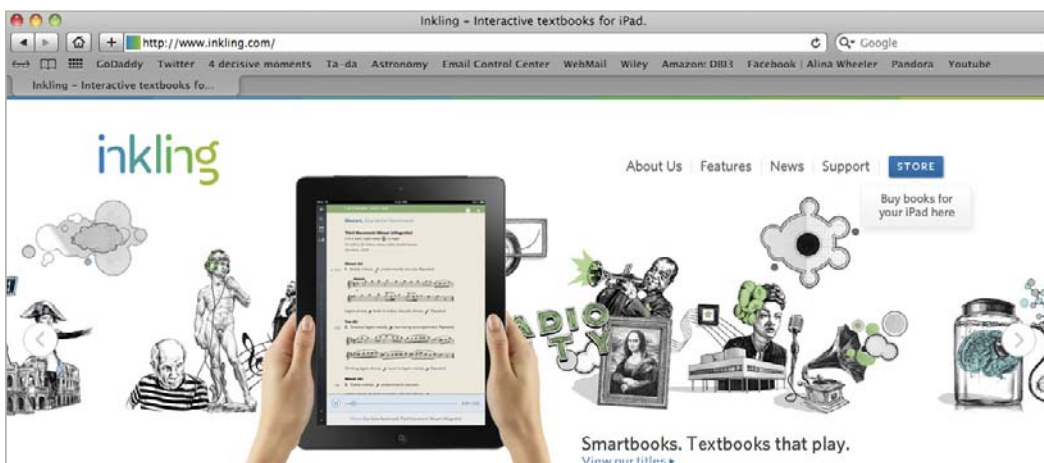 Inkling – Interactive textbooks for iPad.
http://www.inkling.com/
Google
GoDaddy Twitter 4 decisive moments Ta-da Astronomy Email Control Center WebMail Wiley Amazon: DBI3 Facebook | Alina Wheeler Pandora Youtube
Inkling – Interactive textbooks fo...
inkling
About Us Features News Support STORE
Buy books for
your iPad here
Smartbooks. Textbooks that play.
View our titles